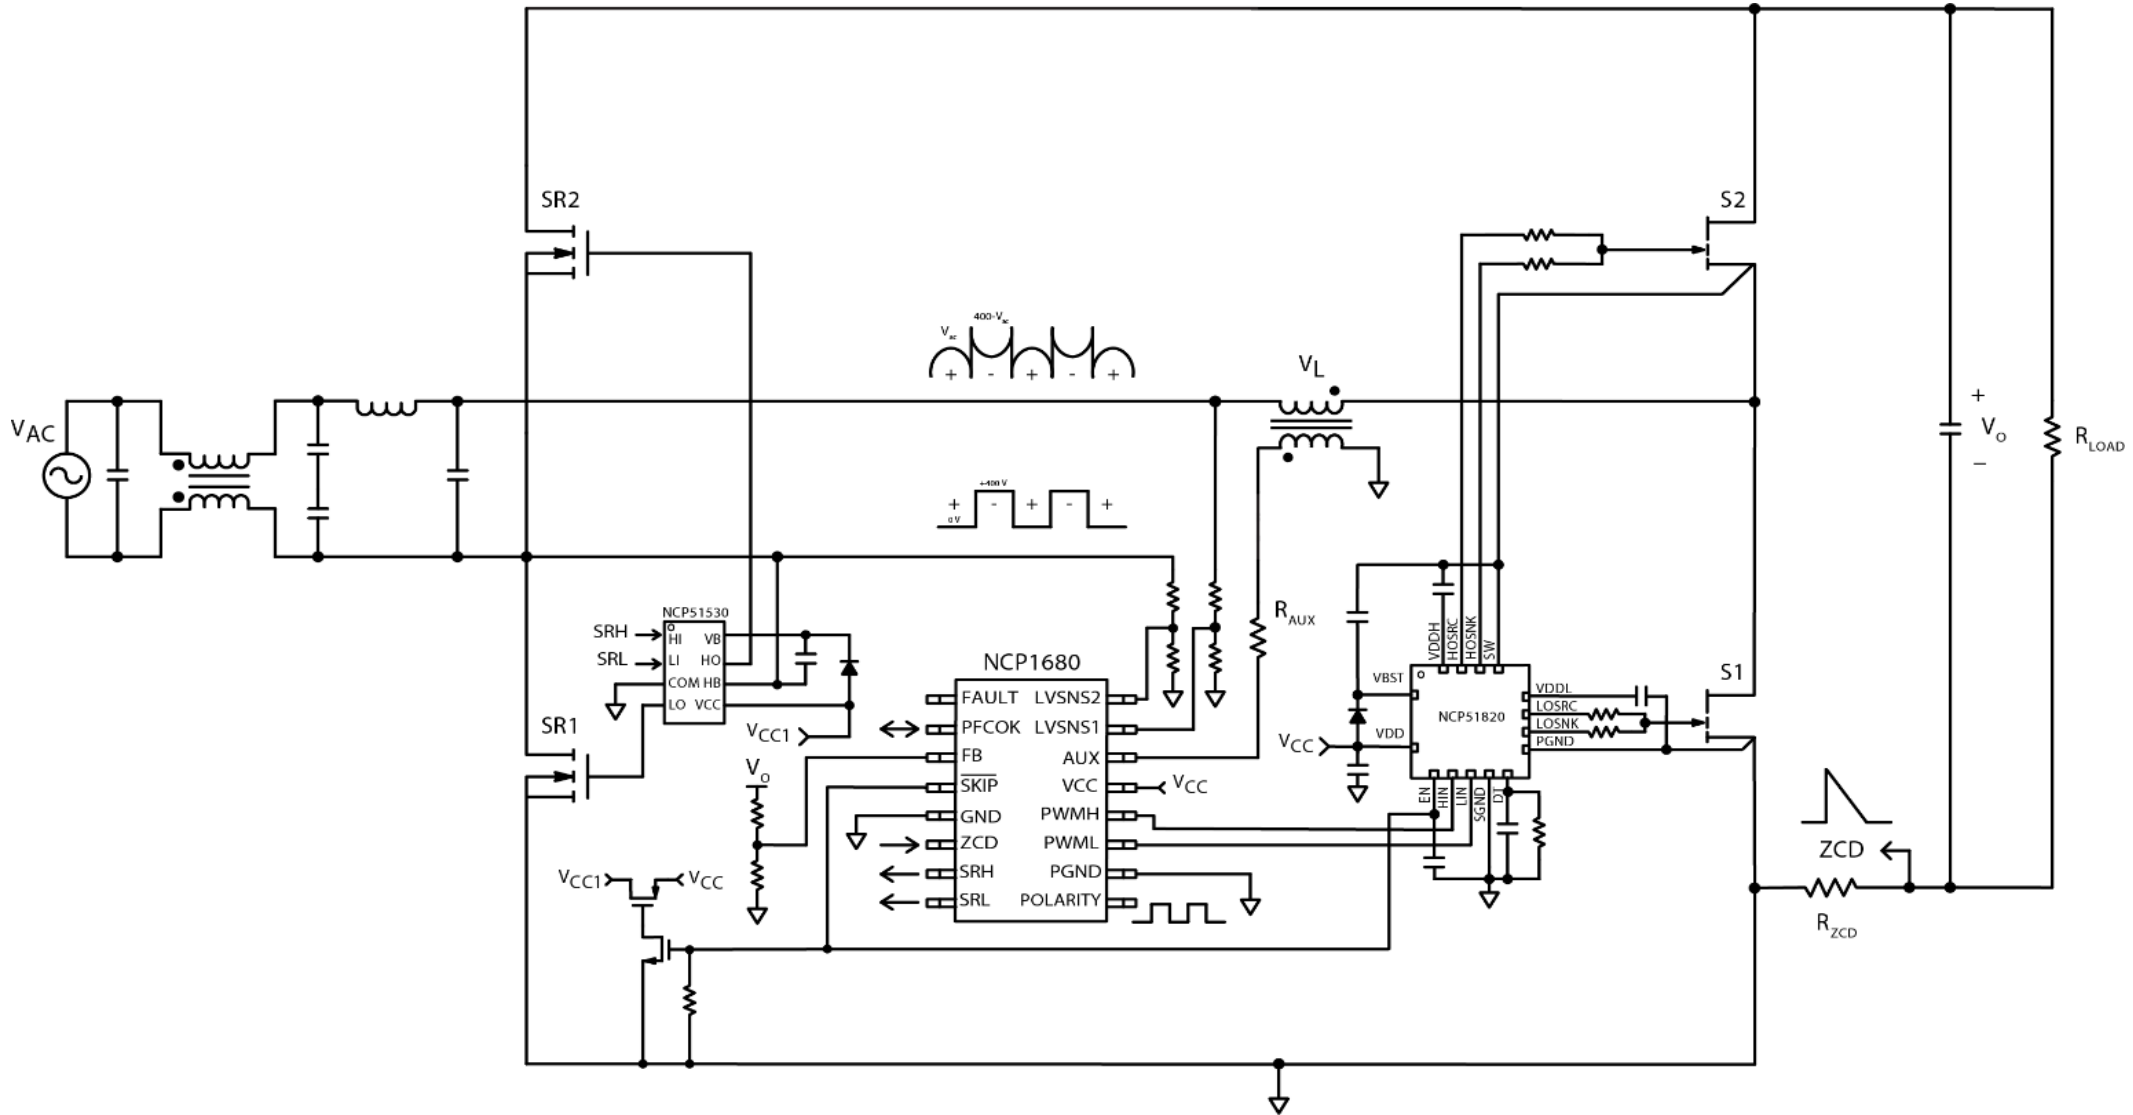 SR2
S2
400-Vac
Vac
+ - + - +
VL
VAC
+
VO
−
RLOAD
+400 V
+ - + - +
0 V
NCP51530
SRH HI VB
SRL LI HO
COM HB
LO VCC
VCC1
SR1
RAUX
VDDH
HOSRC
HOSNK
SW
VBST
NCP51820
VDD
VCC
VDDL
LOSRC
LOSNK
PGND
S1
EN
HIN
LIN
SGND
DT
NCP1680
FAULT LVSNS2
PFCOK LVSNS1
FB AUX
SKIP VCC VCC
GND PWMH
ZCD PWML
SRH PGND
SRL POLARITY
VO
VCC1 VCC
ZCD
RZCD